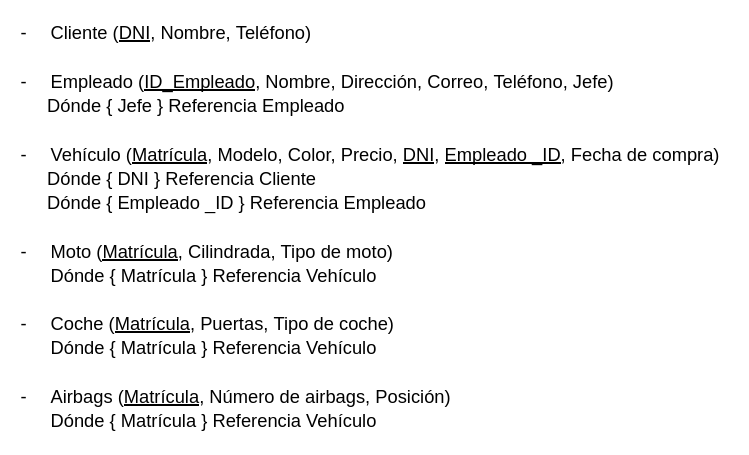 - Cliente (DNI, Nombre, Teléfono)
- Empleado (ID_Empleado, Nombre, Dirección, Correo, Teléfono, Jefe)
Dónde { Jefe } Referencia Empleado
- Vehículo (Matrícula, Modelo, Color, Precio, DNI, Empleado _ID, Fecha de compra)
Dónde { DNI } Referencia Cliente
Dónde { Empleado _ID } Referencia Empleado
- Moto (Matrícula, Cilindrada, Tipo de moto)
Dónde { Matrícula } Referencia Vehículo
- Coche (Matrícula, Puertas, Tipo de coche)
Dónde { Matrícula } Referencia Vehículo
- Airbags (Matrícula, Número de airbags, Posición)
Dónde { Matrícula } Referencia Vehículo